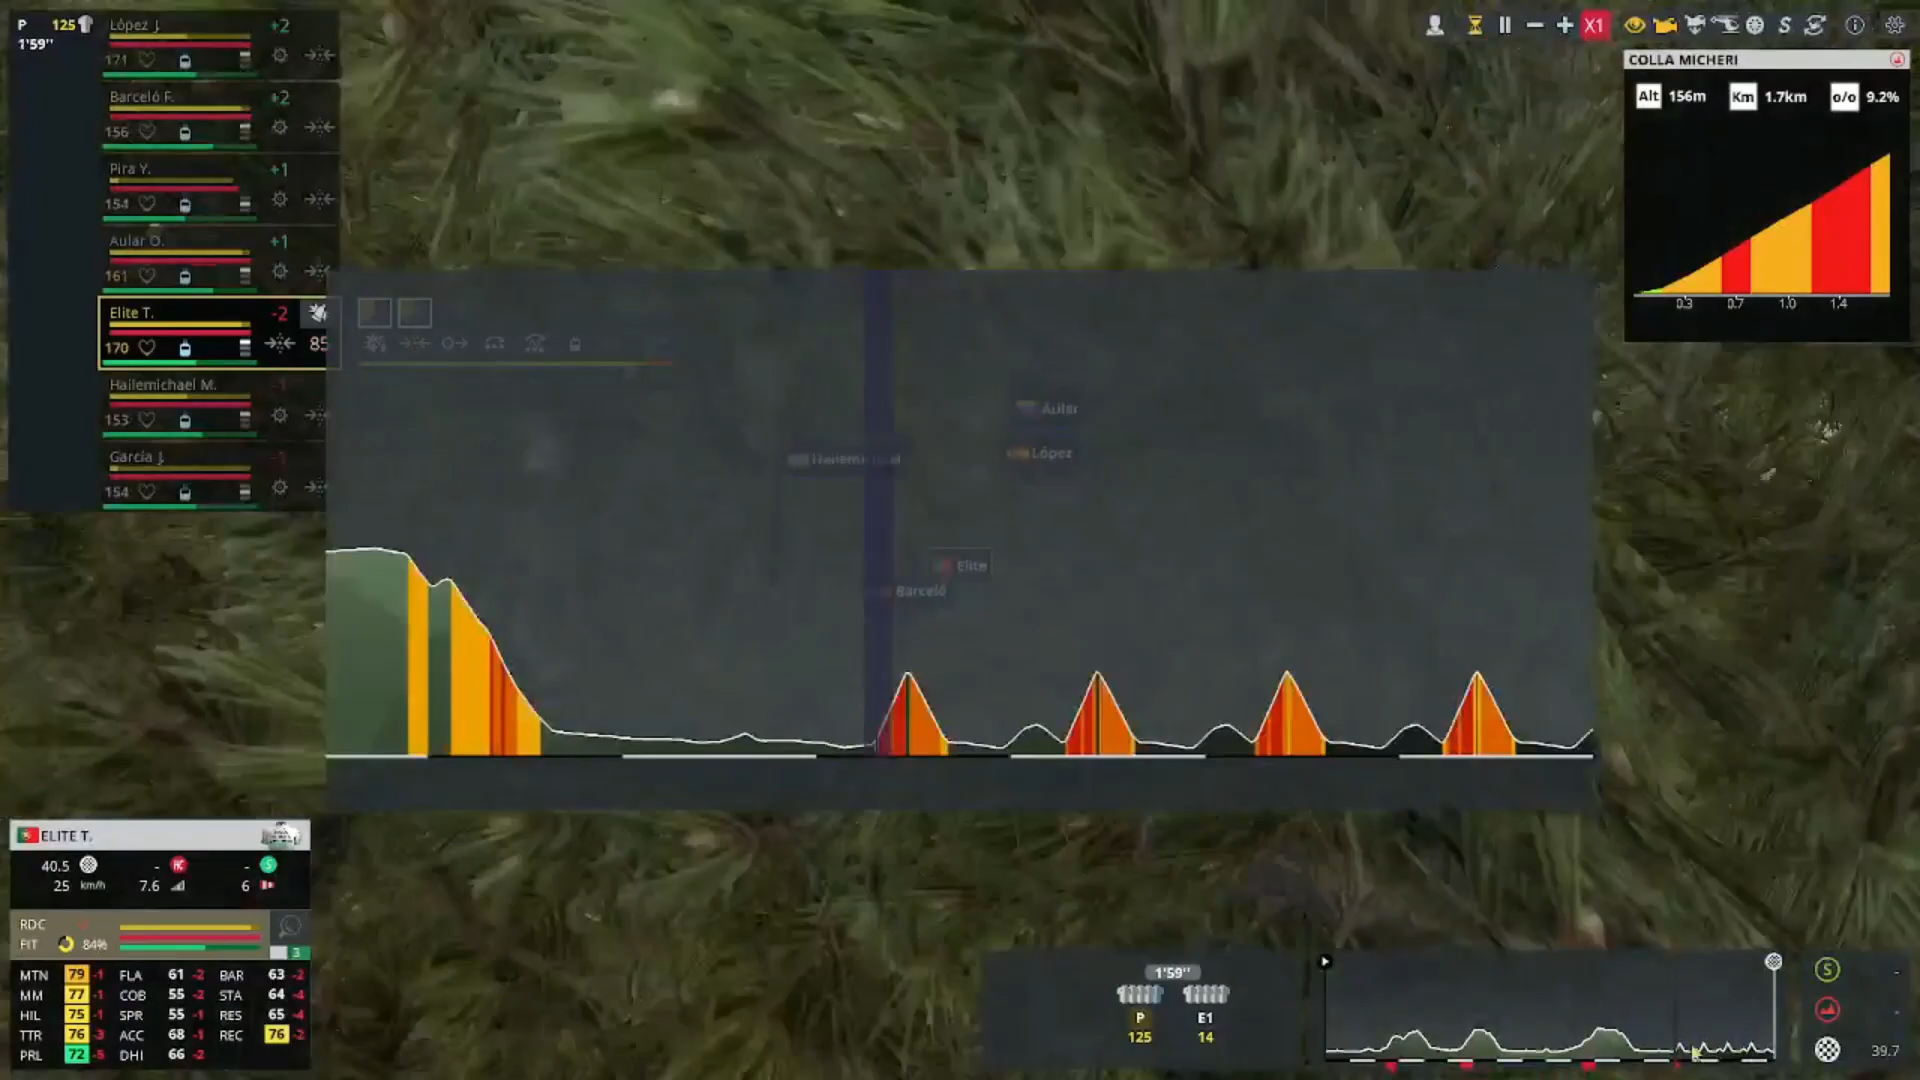 P 125
1'59''
López J. +2
171
Barceló F. +2
156
Pira Y. +1
154
Aular O. +1
161
Elite T. -2
170 85
Hailemichael M. -1
153
García J. -1
154
X1
COLLA MICHERI
Alt 156m Km 1.7km o/o 9.2%
0.3 0.7 1.0 1.4
Aular
López
Elite
Barceló
ELITE T.
40.5 - HC - S
25 km/h 7.6 6
RDC
FIT 84%
3
MTN 79 -1 FLA 61 -2 BAR 63 -2
MM 77 -1 COB 55 -2 STA 64 -4
HIL 75 -1 SPR 55 -1 RES 65 -4
TTR 76 -3 ACC 68 -1 REC 76 -2
PRL 72 -5 DHI 66 -2
1'59''
P E1
125 14
S -
-
39.7